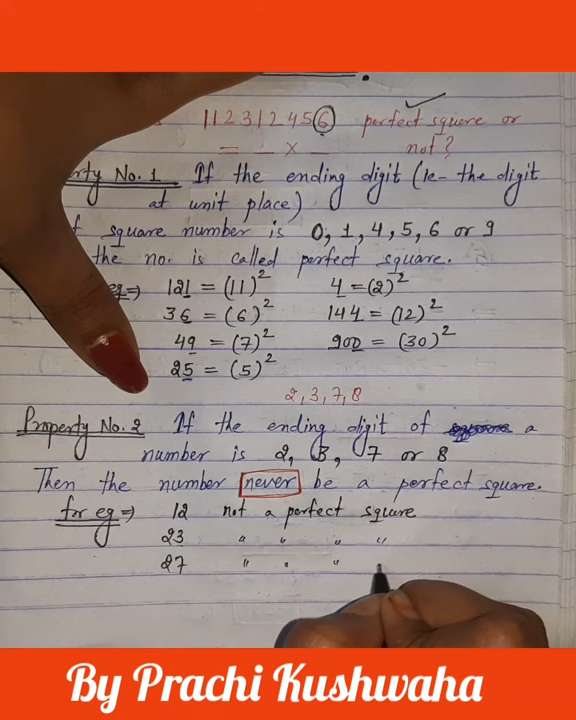 11231245⑥ perfect square or
— _ × _ not?
rty No. 1 If the ending digit (ie- the digit
at unit place)
f square number is 0, 1, 4, 5, 6 or 9
the no. is called perfect square.
eg⇒ 121 = (11)² 4 = (2)²
36 = (6)² 144 = (12)²
49 = (7)² 900 = (30)²
25 = (5)²
2, 3, 7, 8
Property No. 2 If the ending digit of a
number is 2, 3, 7 or 8
Then the number never be a perfect square.
for eg ⇒ 12 not a perfect square
23 " " " "
27 " " "
By Prachi Kushwaha